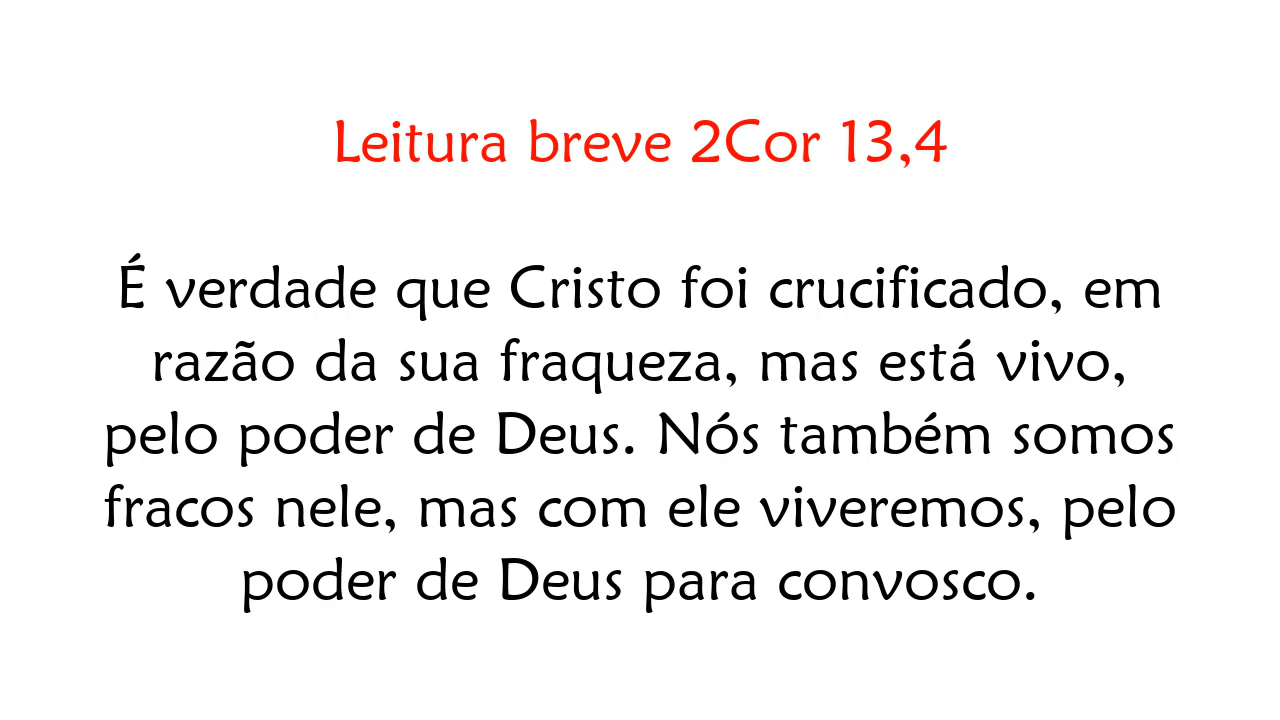 Leitura breve 2Cor 13,4
É verdade que Cristo foi crucificado, em
razão da sua fraqueza, mas está vivo,
pelo poder de Deus. Nós também somos
fracos nele, mas com ele viveremos, pelo
poder de Deus para convosco.